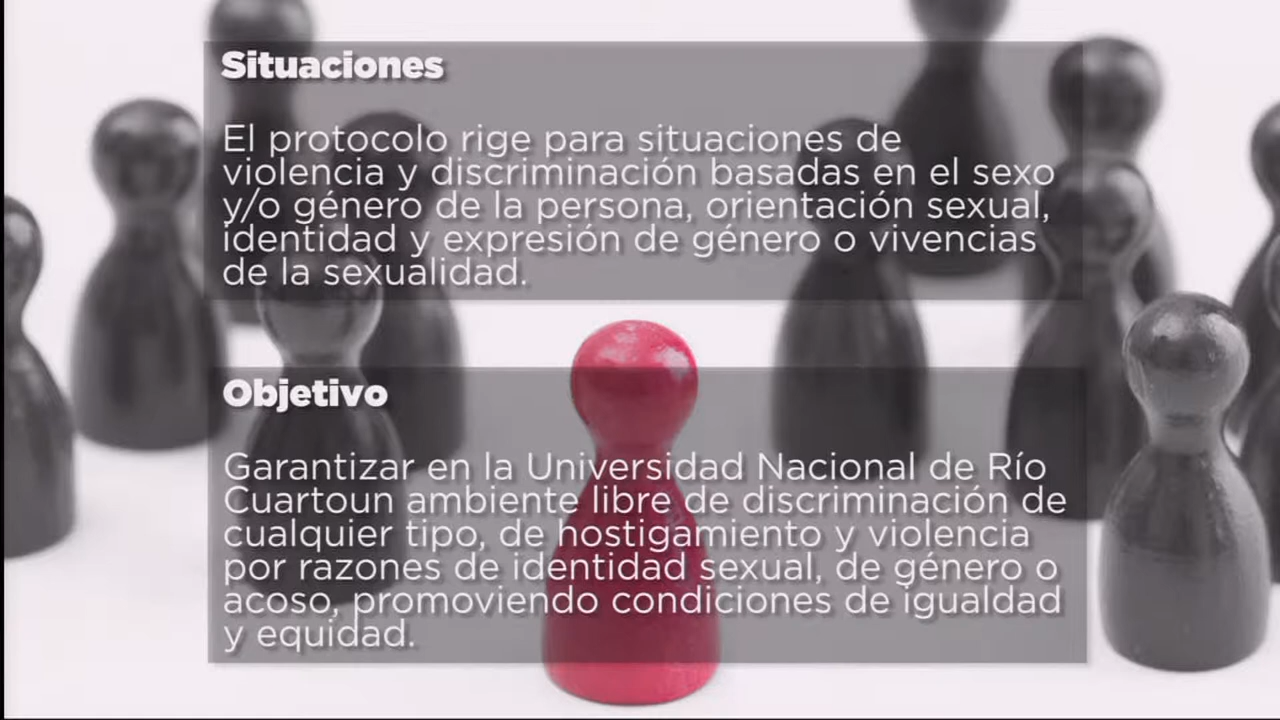 Situaciones
El protocolo rige para situaciones de
violencia y discriminación basadas en el sexo
y/o género de la persona, orientación sexual,
identidad y expresión de género o vivencias
de la sexualidad.
Objetivo
Garantizar en la Universidad Nacional de Río
Cuartoun ambiente libre de discriminación de
cualquier tipo, de hostigamiento y violencia
por razones de identidad sexual, de género o
acoso, promoviendo condiciones de igualdad
y equidad.